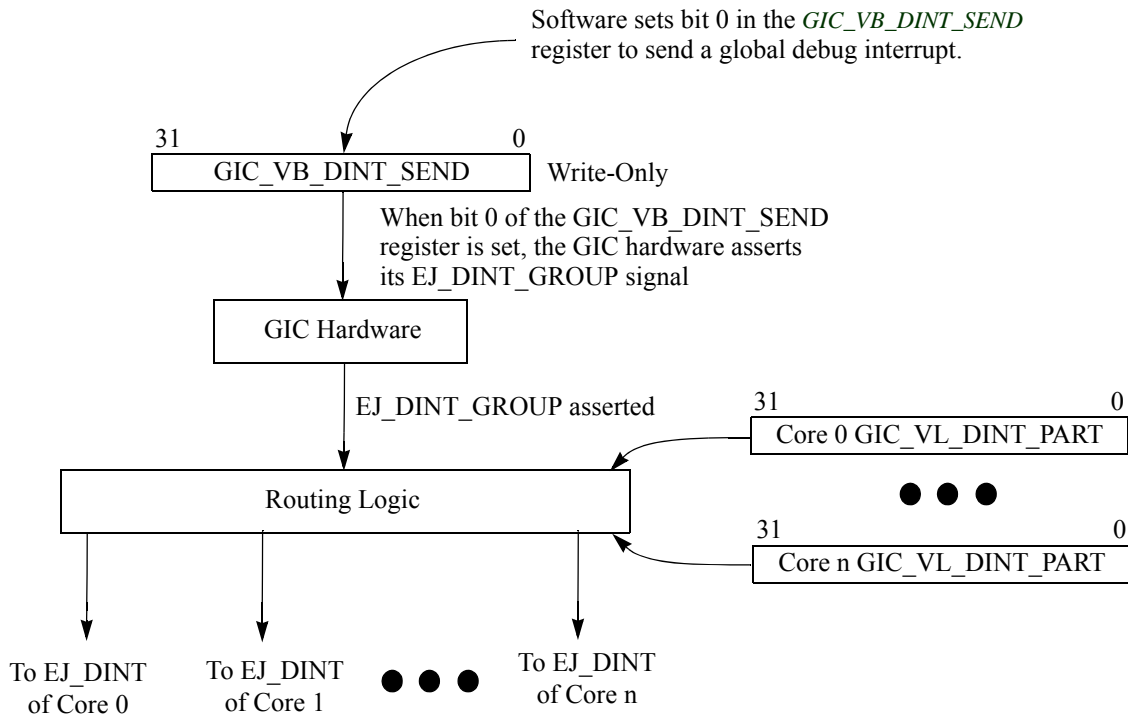 Software sets bit 0 in the GIC_VB_DINT_SEND
register to send a global debug interrupt.
31 0
GIC_VB_DINT_SEND Write-Only
When bit 0 of the GIC_VB_DINT_SEND
register is set, the GIC hardware asserts
its EJ_DINT_GROUP signal
GIC Hardware
EJ_DINT_GROUP asserted
31 0
Core 0 GIC_VL_DINT_PART
Routing Logic
31 0
Core n GIC_VL_DINT_PART
To EJ_DINT
of Core 0
To EJ_DINT
of Core 1
To EJ_DINT
of Core n